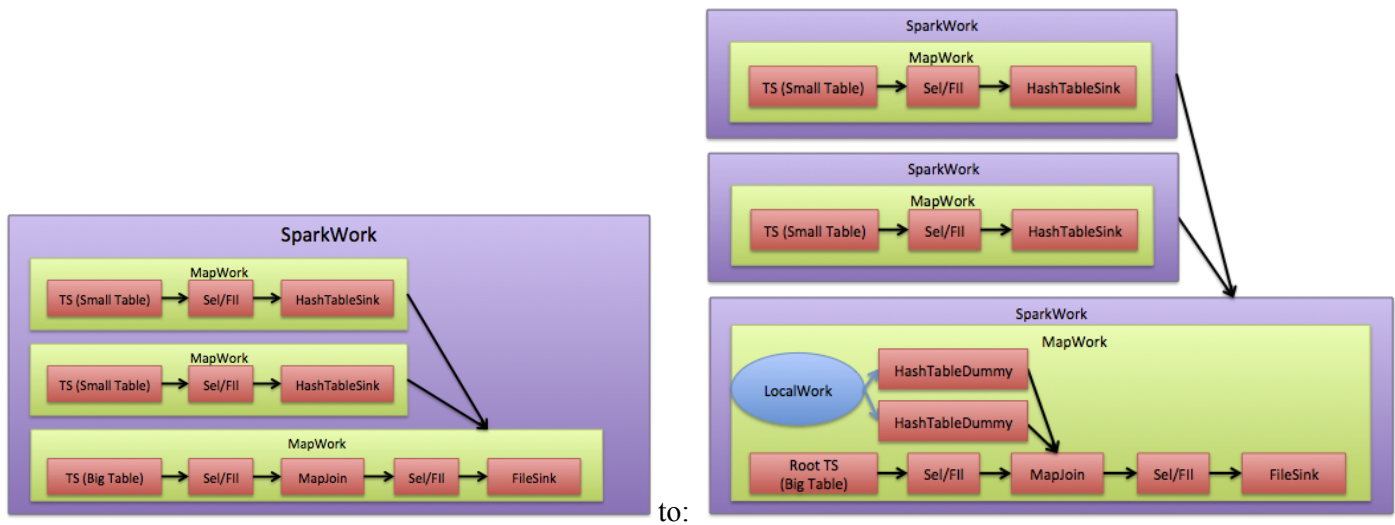 SparkWork
MapWork
TS (Small Table)
Sel/FIl
HashTableSink
MapWork
TS (Small Table)
Sel/FIl
HashTableSink
MapWork
TS (Big Table)
Sel/FIl
MapJoin
Sel/FIl
FileSink
to:
SparkWork
MapWork
TS (Small Table)
Sel/FIl
HashTableSink
SparkWork
MapWork
TS (Small Table)
Sel/FIl
HashTableSink
SparkWork
MapWork
LocalWork
HashTableDummy
HashTableDummy
Root TS
(Big Table)
Sel/FIl
MapJoin
Sel/FIl
FileSink